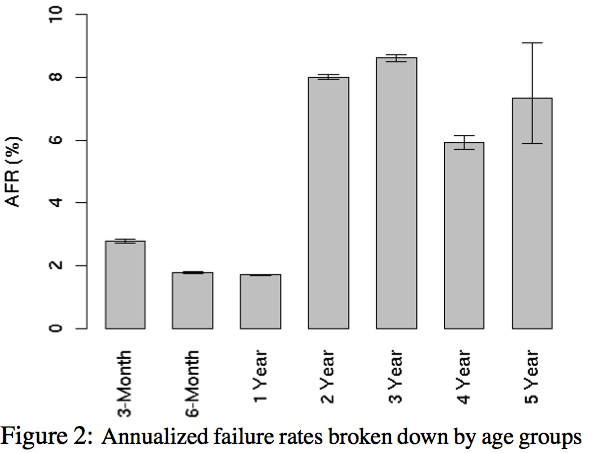 AFR (%)
10
8
6
4
2
0
3-Month
6-Month
1 Year
2 Year
3 Year
4 Year
5 Year
Figure 2: Annualized failure rates broken down by age groups